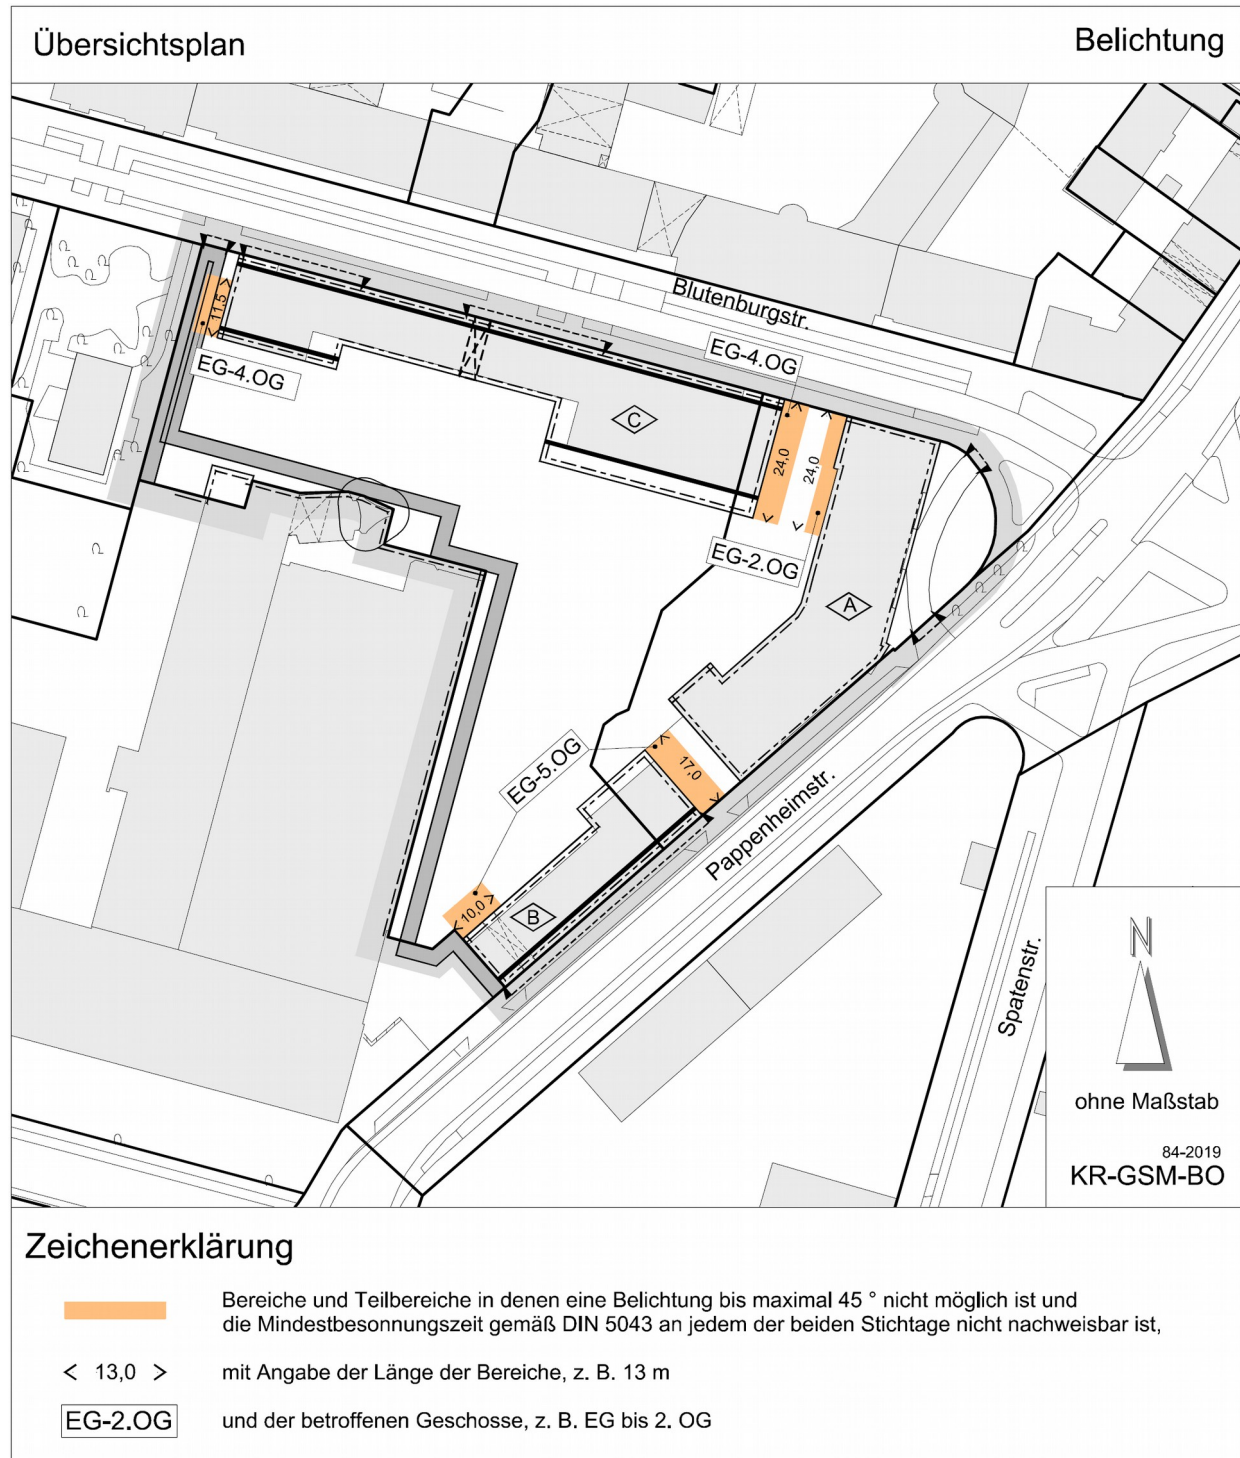 Übersichtsplan
Belichtung
Blutenburgstr.
11,5
EG-4.OG
EG-4.OG
C
24,0
24,0
EG-2.OG
A
EG-5.OG
17,0
Pappenheimstr.
10,0
B
Spatenstr.
N
ohne Maßstab
84-2019
KR-GSM-BO
Zeichenerklärung
Bereiche und Teilbereiche in denen eine Belichtung bis maximal 45 ° nicht möglich ist und
die Mindestbesonnungszeit gemäß DIN 5043 an jedem der beiden Stichtage nicht nachweisbar ist,
< 13,0 > mit Angabe der Länge der Bereiche, z. B. 13 m
EG-2.OG und der betroffenen Geschosse, z. B. EG bis 2. OG